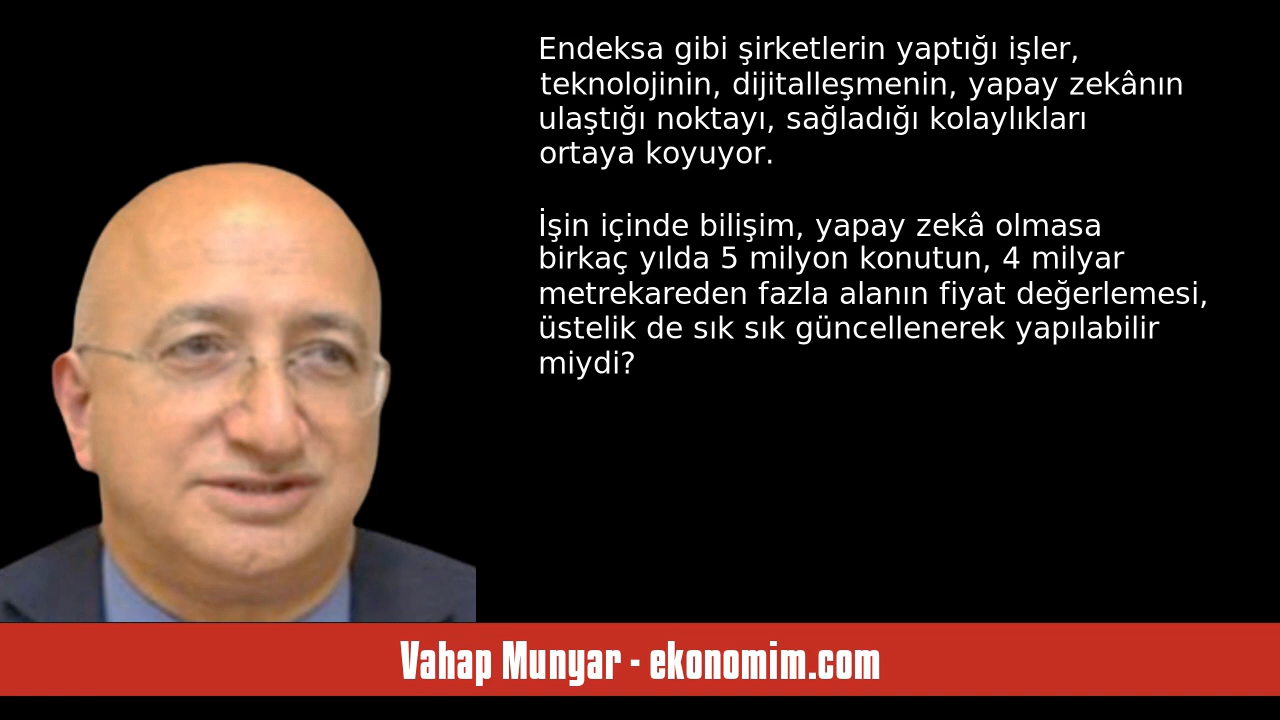 Endeksa gibi şirketlerin yaptığı işler,
teknolojinin, dijitalleşmenin, yapay zekânın
ulaştığı noktayı, sağladığı kolaylıkları
ortaya koyuyor.
İşin içinde bilişim, yapay zekâ olmasa
birkaç yılda 5 milyon konutun, 4 milyar
metrekareden fazla alanın fiyat değerlemesi,
üstelik de sık sık güncellenerek yapılabilir
miydi?
Vahap Munyar - ekonomim.com